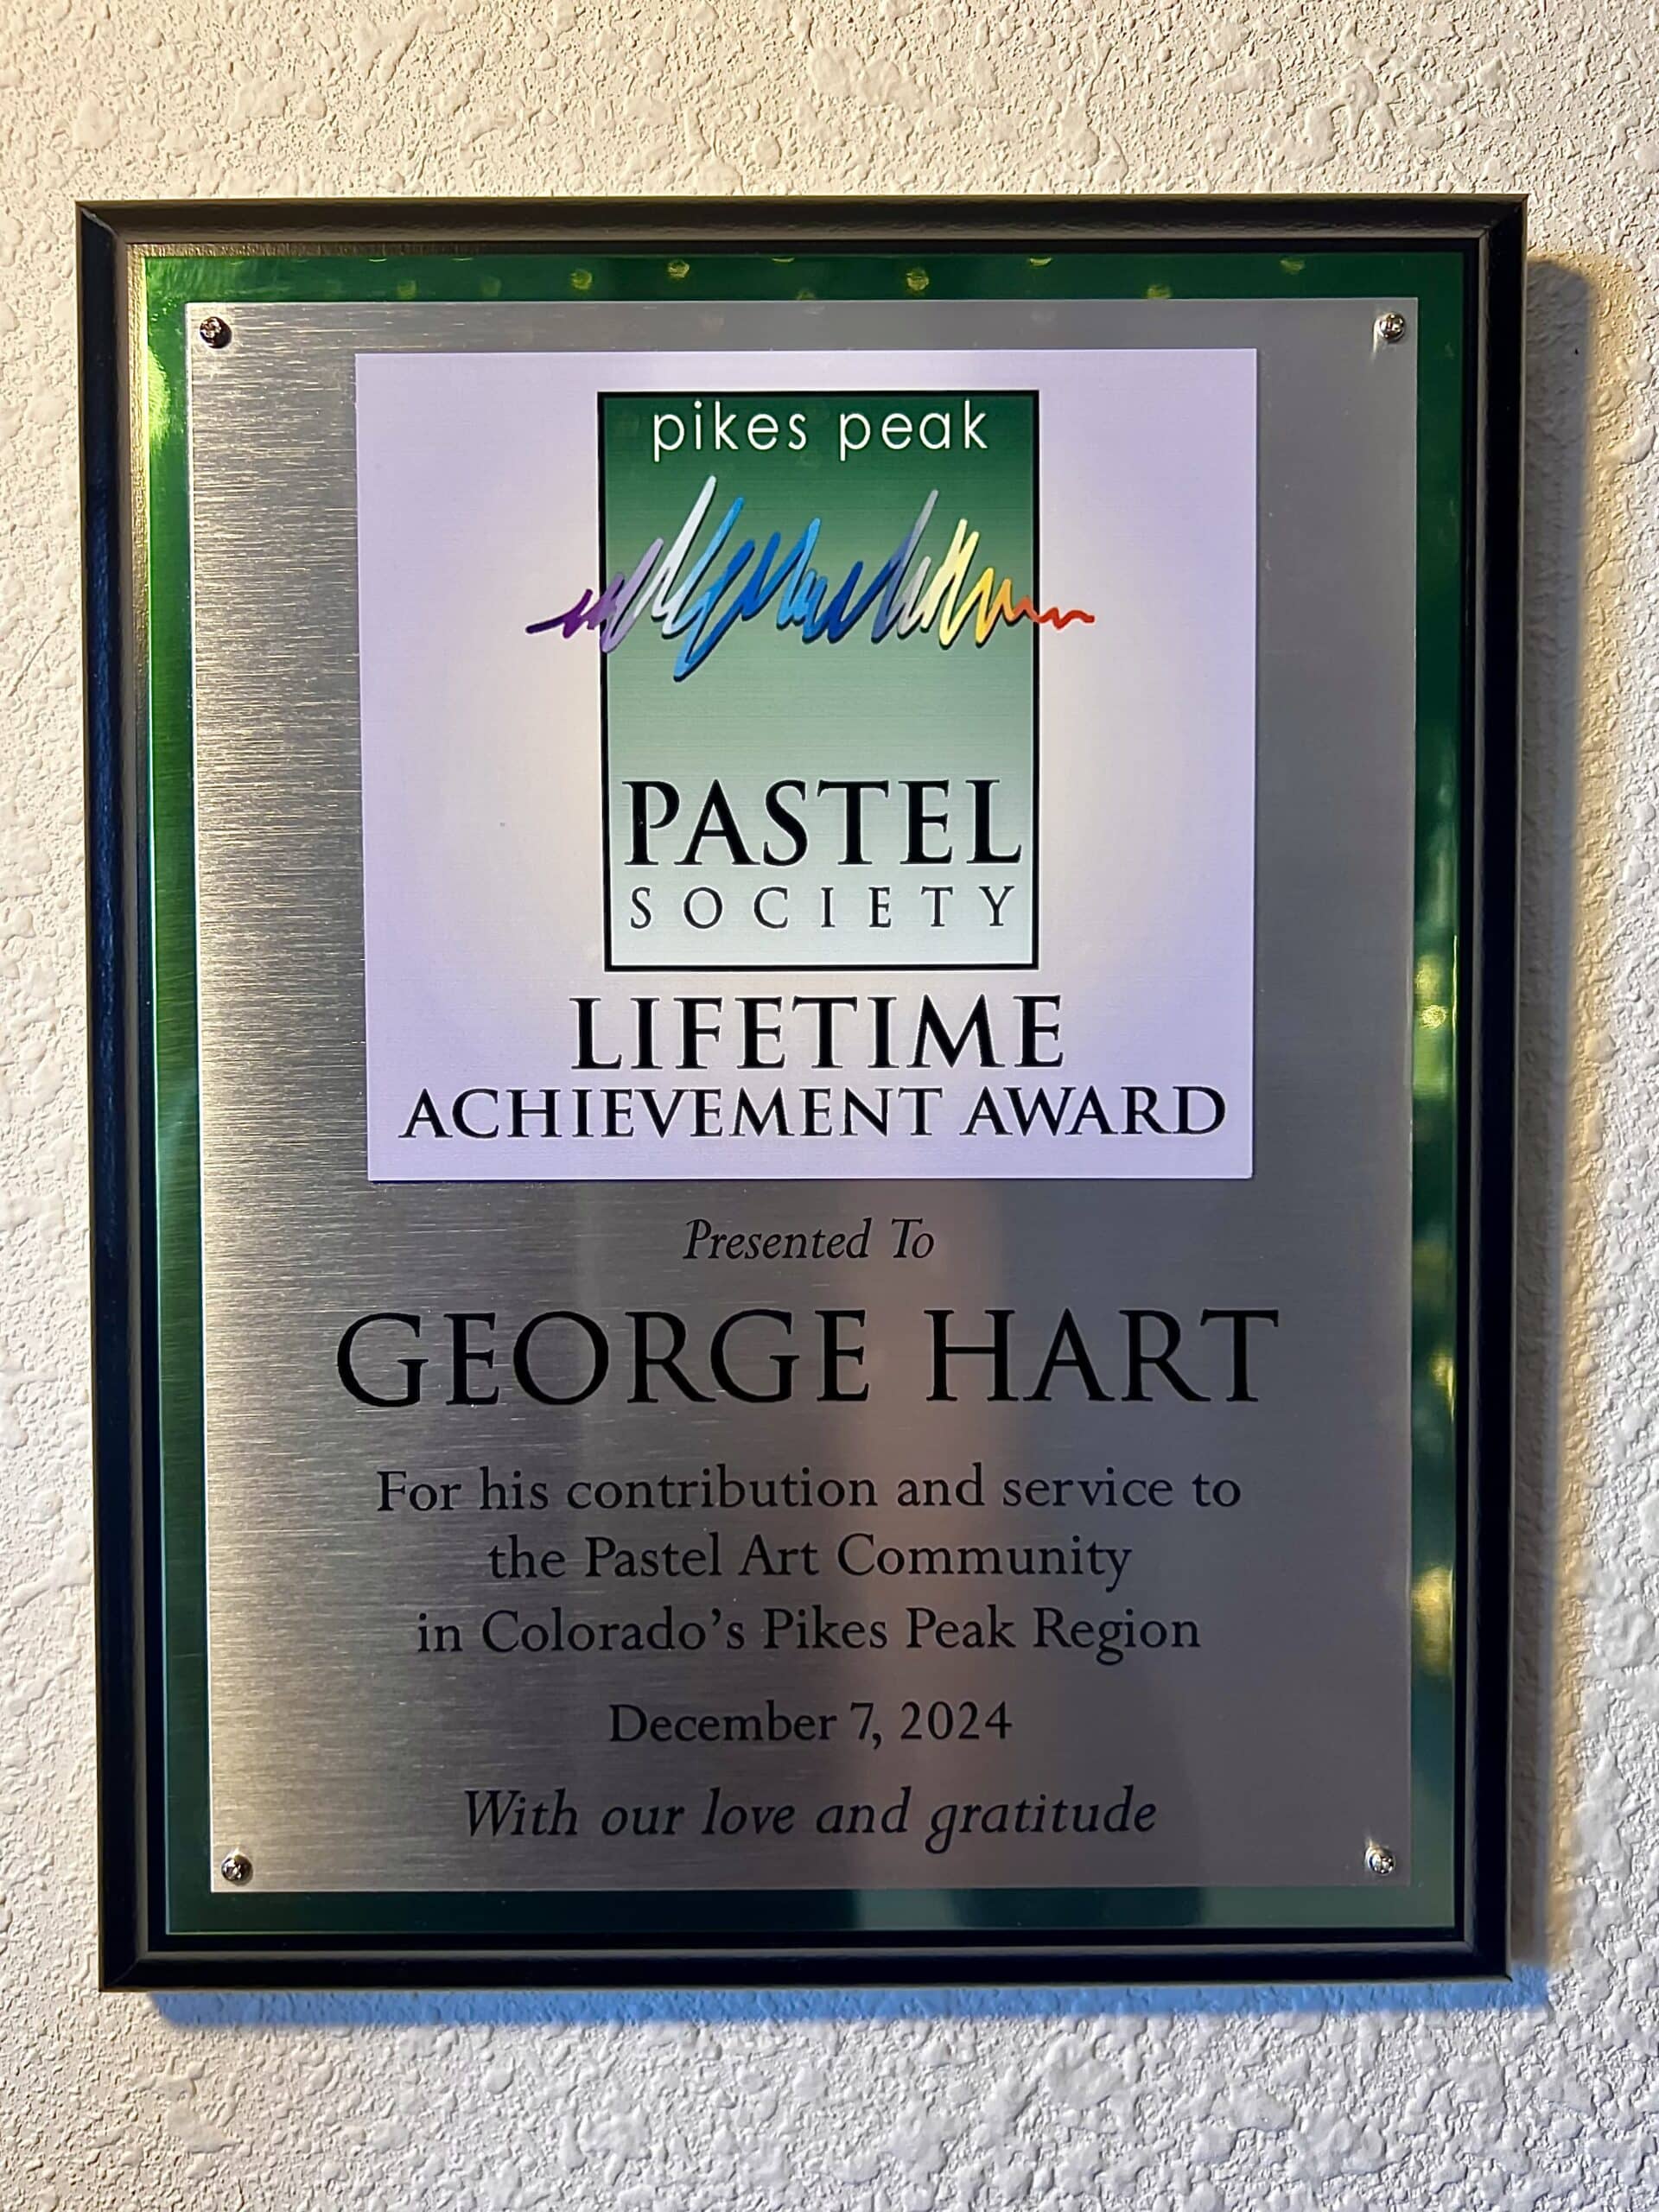 pikes peak
PASTEL
SOCIETY
LIFETIME
ACHIEVEMENT AWARD
Presented To
GEORGE HART
For his contribution and service to
the Pastel Art Community
in Colorado's Pikes Peak Region
December 7, 2024
With our love and gratitude